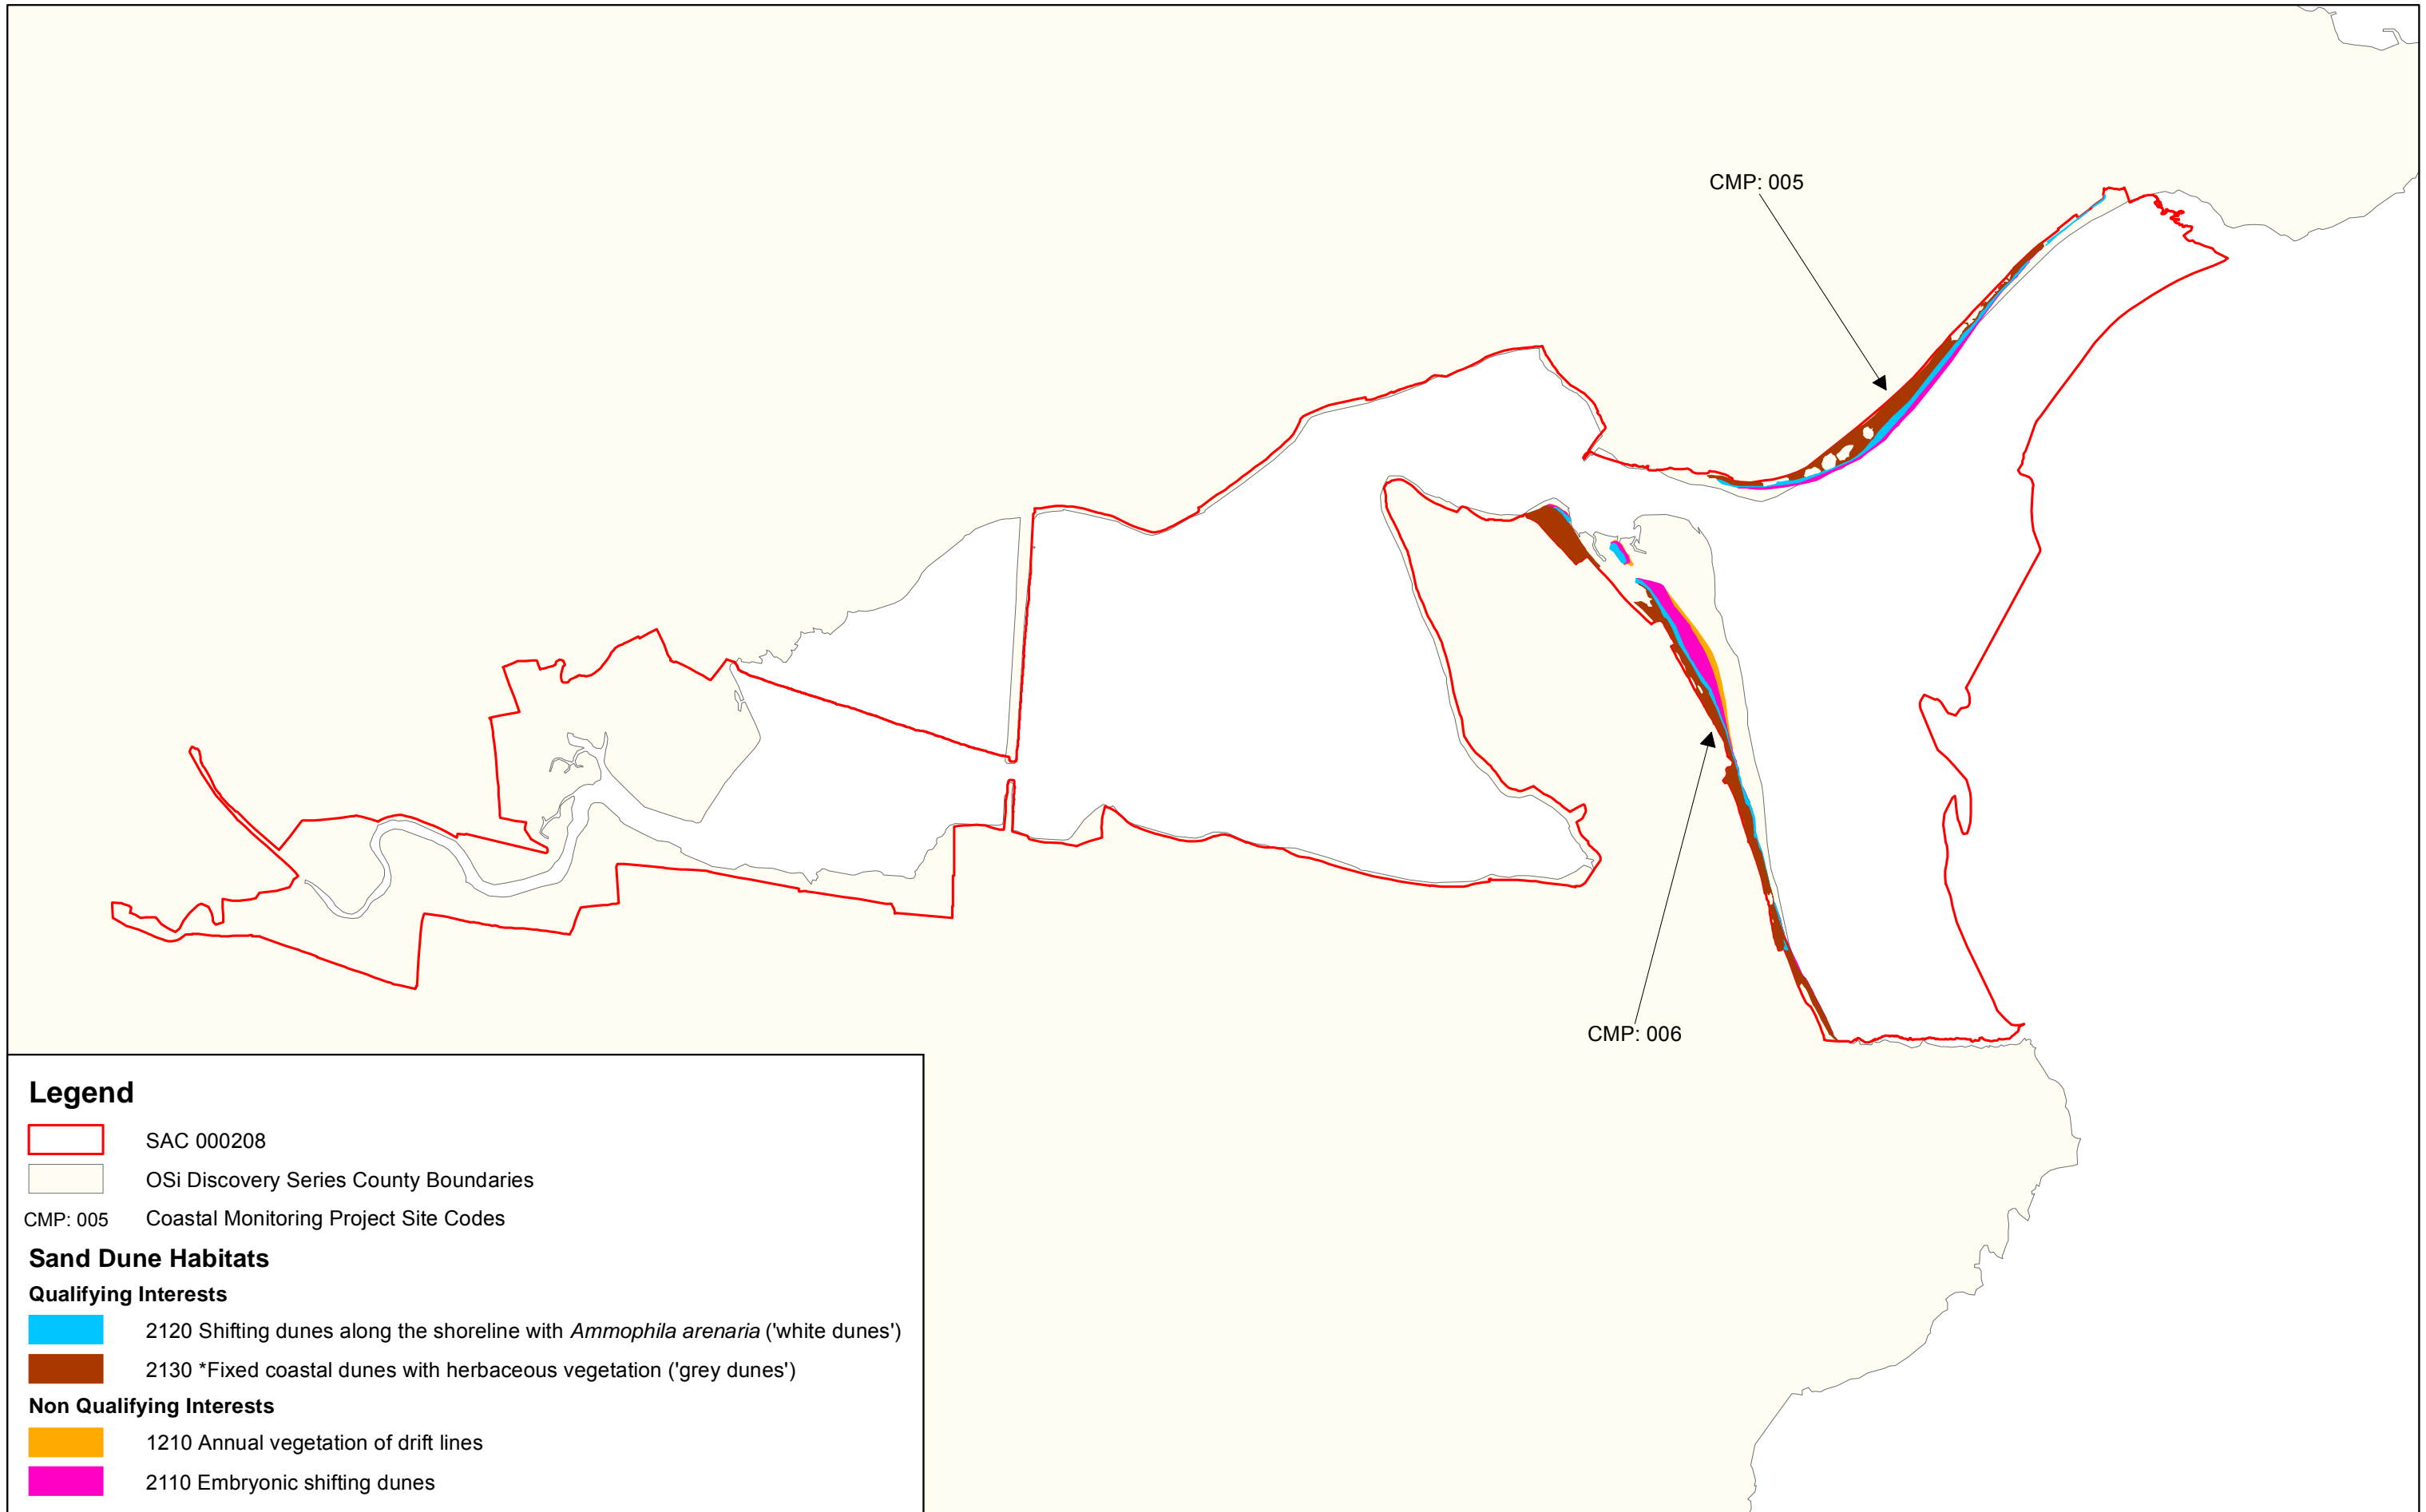 CMP: 005
CMP: 006
Legend
SAC 000208
OSi Discovery Series County Boundaries
CMP: 005 Coastal Monitoring Project Site Codes
Sand Dune Habitats
Qualifying Interests
2120 Shifting dunes along the shoreline with Ammophila arenaria ('white dunes')
2130 *Fixed coastal dunes with herbaceous vegetation ('grey dunes')
Non Qualifying Interests
1210 Annual vegetation of drift lines
2110 Embryonic shifting dunes